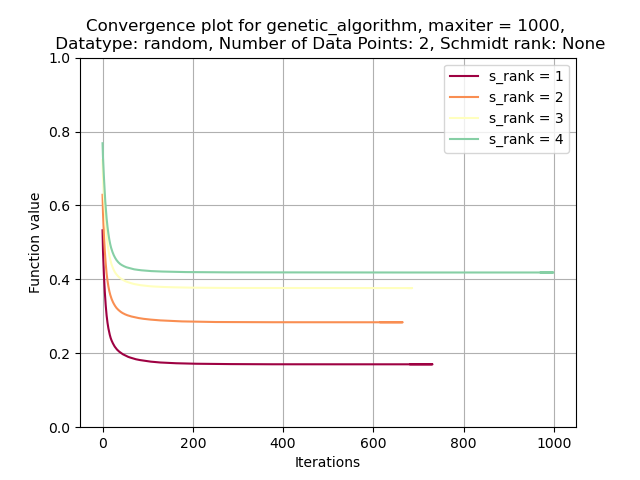 Convergence plot for genetic_algorithm, maxiter = 1000,
Datatype: random, Number of Data Points: 2, Schmidt rank: None
1.0
0.8
0.6
0.4
0.2
0.0
Function value
s_rank = 1
s_rank = 2
s_rank = 3
s_rank = 4
0 200 400 600 800 1000
Iterations